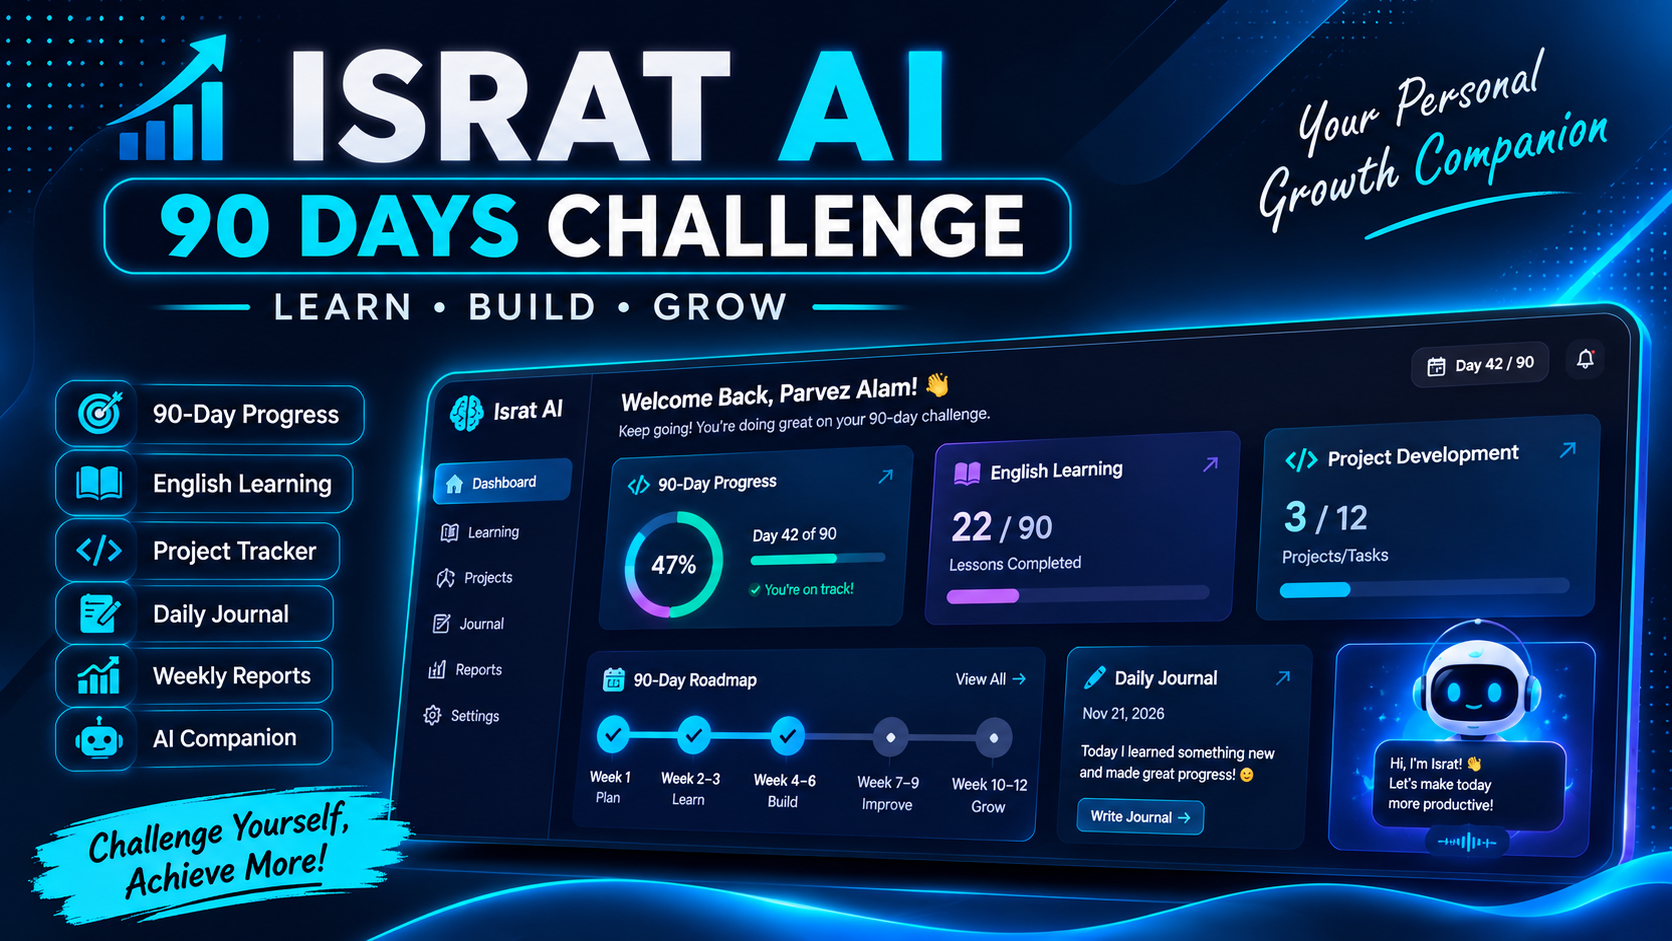 ISRAT AI
90 DAYS CHALLENGE
LEARN • BUILD • GROW
Your Personal
Growth Companion
90-Day Progress
English Learning
Project Tracker
Daily Journal
Weekly Reports
AI Companion
Challenge Yourself,
Achieve More!
Israt AI
Dashboard
Learning
Projects
Journal
Reports
Settings
Welcome Back, Parvez Alam! 👋
Keep going! You're doing great on your 90-day challenge.
Day 42 / 90
90-Day Progress
47%
Day 42 of 90
You're on track!
English Learning
22 / 90
Lessons Completed
Project Development
3 / 12
Projects/Tasks
90-Day Roadmap
View All →
Week 1
Plan
Week 2–3
Learn
Week 4–6
Build
Week 7–9
Improve
Week 10–12
Grow
Daily Journal
Nov 21, 2026
Today I learned something new
and made great progress! 😊
Write Journal →
Hi, I'm Israt! 👋
Let's make today
more productive!